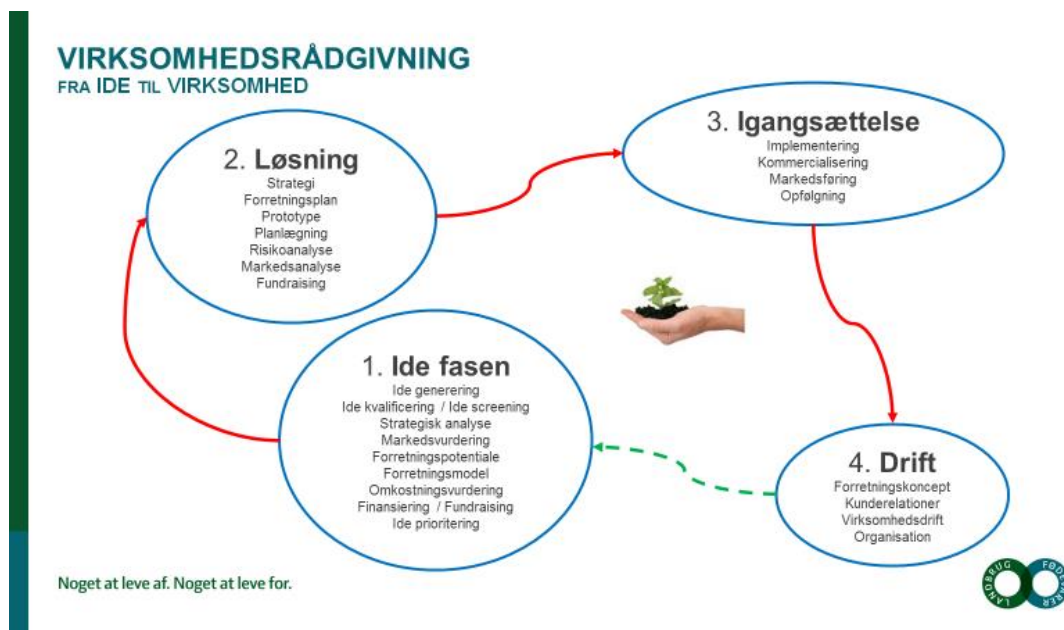 VIRKSOMHEDSRÅDGIVNING
FRA IDE TIL VIRKSOMHED
2. Løsning
Strategi
Forretningsplan
Prototype
Planlægning
Risikoanalyse
Markedsanalyse
Fundraising
3. Igangsættelse
Implementering
Kommercialisering
Markedsføring
Opfølgning
1. Ide fasen
Ide generering
Ide kvalificering / Ide screening
Strategisk analyse
Markedsvurdering
Forretningspotentiale
Forretningsmodel
Omkostningsvurdering
Finansiering / Fundraising
Ide prioritering
4. Drift
Forretningskoncept
Kunderelationer
Virksomhedsdrift
Organisation
Noget at leve af. Noget at leve for.
LANDBRUG
FØDEVARER